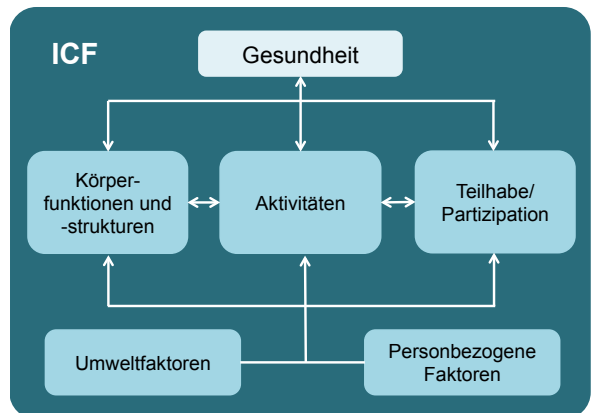 ICF
Gesundheit
Körper-
funktionen und
-strukturen
Aktivitäten
Teilhabe/
Partizipation
Umweltfaktoren
Personbezogene
Faktoren